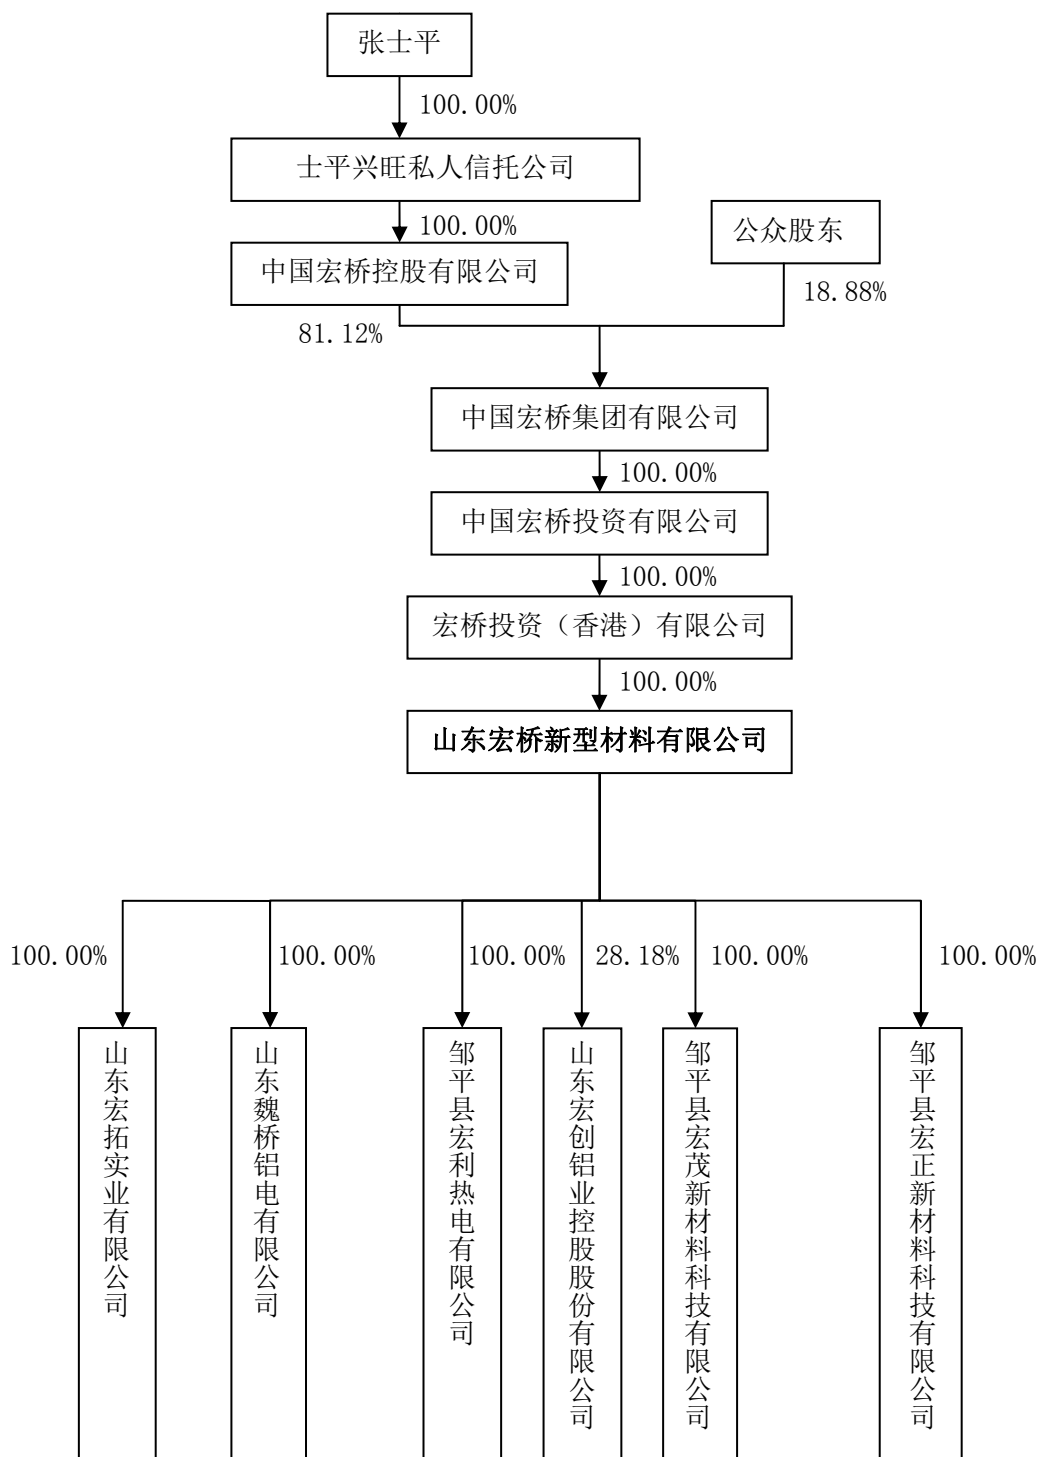 张士平
100.00%
士平兴旺私人信托公司
100.00%
公众股东
中国宏桥控股有限公司
18.88%
81.12%
中国宏桥集团有限公司
100.00%
中国宏桥投资有限公司
100.00%
宏桥投资（香港）有限公司
100.00%
山东宏桥新型材料有限公司
100.00%
100.00%
100.00%
28.18%
100.00%
100.00%
山东宏拓实业有限公司
山东魏桥铝电有限公司
邹平县宏利热电有限公司
山东宏创铝业控股股份有限公司
邹平县宏茂新材料科技有限公司
邹平县宏正新材料科技有限公司